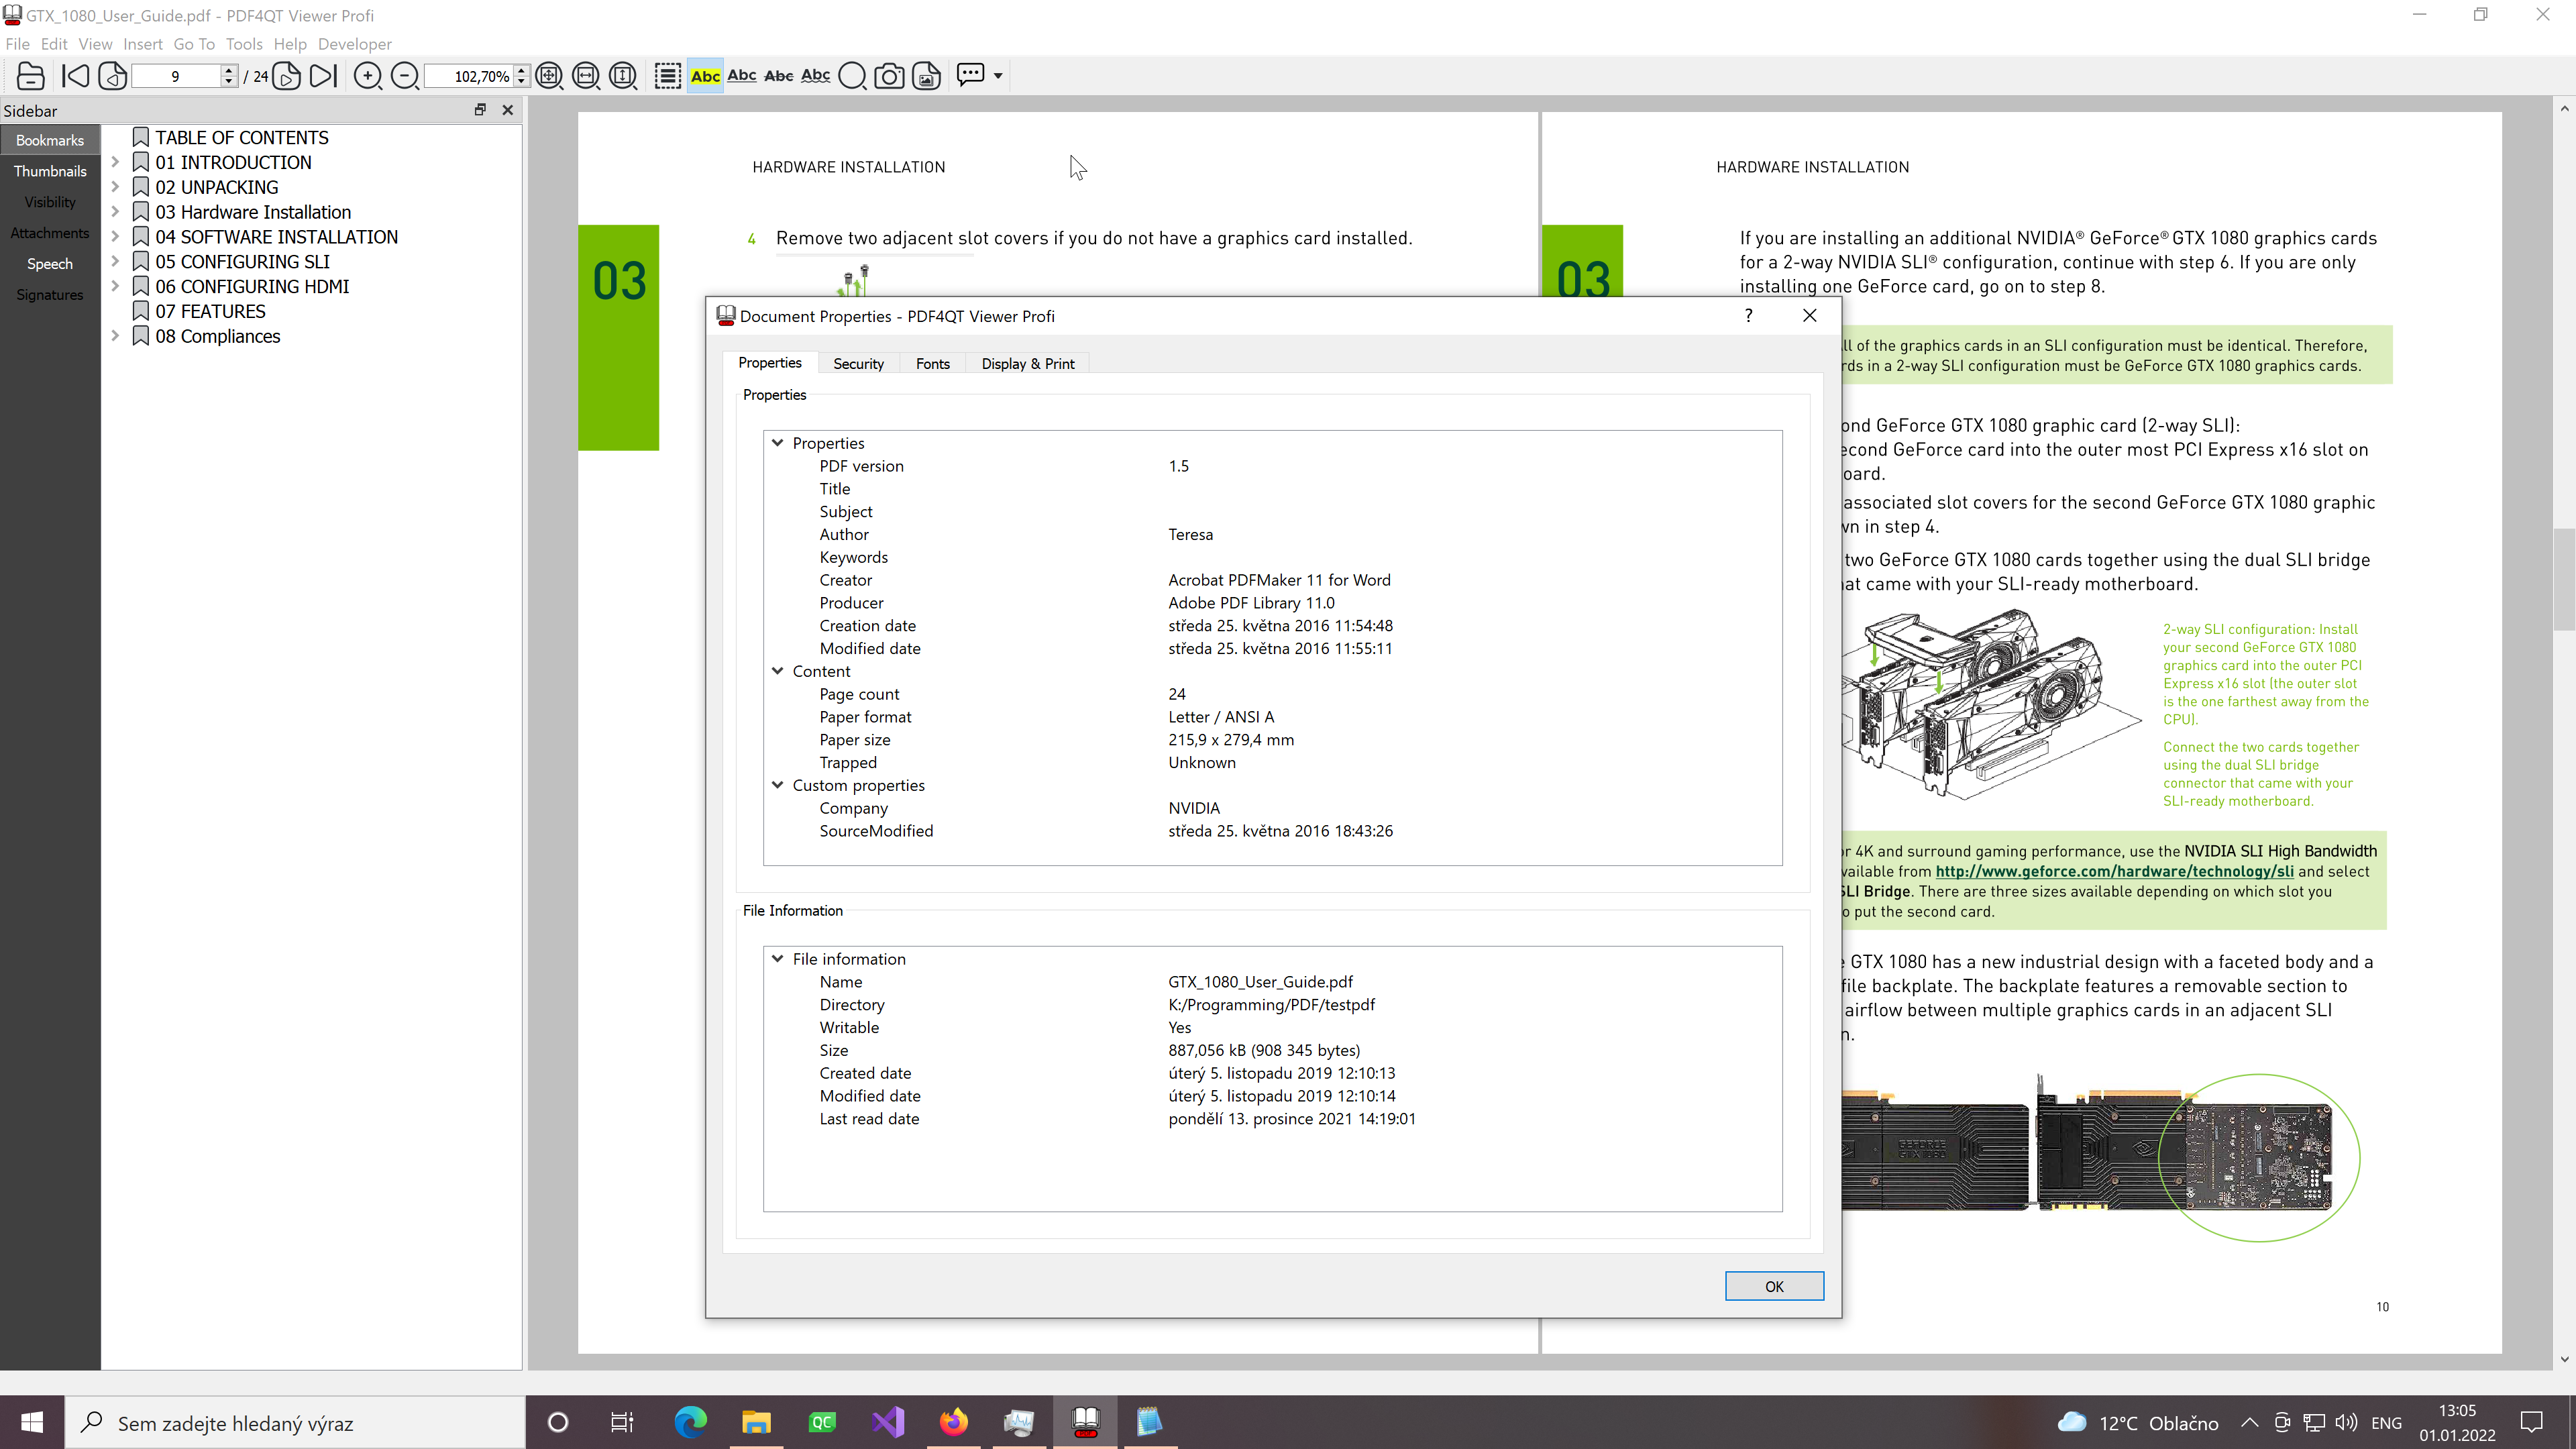 GTX_1080_User_Guide.pdf - PDF4QT Viewer Profi
File Edit View Insert Go To Tools Help Developer
9 / 24 102,70% Abc Abc Abc Abc
Sidebar
Bookmarks
Thumbnails
Visibility
Attachments
Speech
Signatures
TABLE OF CONTENTS
01 INTRODUCTION
02 UNPACKING
03 Hardware Installation
04 SOFTWARE INSTALLATION
05 CONFIGURING SLI
06 CONFIGURING HDMI
07 FEATURES
08 Compliances
HARDWARE INSTALLATION
03
4 Remove two adjacent slot covers if you do not have a graphics card installed.
HARDWARE INSTALLATION
03
If you are installing an additional NVIDIA® GeForce® GTX 1080 graphics cards
for a 2-way NVIDIA SLI® configuration, continue with step 6. If you are only
installing one GeForce card, go on to step 8.
ll of the graphics cards in an SLI configuration must be identical. Therefore,
rds in a 2-way SLI configuration must be GeForce GTX 1080 graphics cards.
ond GeForce GTX 1080 graphic card (2-way SLI):
econd GeForce card into the outer most PCI Express x16 slot on
oard.
associated slot covers for the second GeForce GTX 1080 graphic
wn in step 4.
two GeForce GTX 1080 cards together using the dual SLI bridge
hat came with your SLI-ready motherboard.
2-way SLI configuration: Install
your second GeForce GTX 1080
graphics card into the outer PCI
Express x16 slot (the outer slot
is the one farthest away from the
CPU).
Connect the two cards together
using the dual SLI bridge
connector that came with your
SLI-ready motherboard.
or 4K and surround gaming performance, use the NVIDIA SLI High Bandwidth
vailable from http://www.geforce.com/hardware/technology/sli and select
SLI Bridge. There are three sizes available depending on which slot you
o put the second card.
e GTX 1080 has a new industrial design with a faceted body and a
file backplate. The backplate features a removable section to
airflow between multiple graphics cards in an adjacent SLI
n.
GEFORCE
GTX 1080
10
Document Properties - PDF4QT Viewer Profi
?
Properties Security Fonts Display & Print
Properties
Properties
PDF version 1.5
Title
Subject
Author Teresa
Keywords
Creator Acrobat PDFMaker 11 for Word
Producer Adobe PDF Library 11.0
Creation date středa 25. května 2016 11:54:48
Modified date středa 25. května 2016 11:55:11
Content
Page count 24
Paper format Letter / ANSI A
Paper size 215,9 x 279,4 mm
Trapped Unknown
Custom properties
Company NVIDIA
SourceModified středa 25. května 2016 18:43:26
File Information
File information
Name GTX_1080_User_Guide.pdf
Directory K:/Programming/PDF/testpdf
Writable Yes
Size 887,056 kB (908 345 bytes)
Created date úterý 5. listopadu 2019 12:10:13
Modified date úterý 5. listopadu 2019 12:10:14
Last read date pondělí 13. prosince 2021 14:19:01
OK
Sem zadejte hledaný výraz
QC
PDF
12°C Oblačno
ENG
13:05
01.01.2022